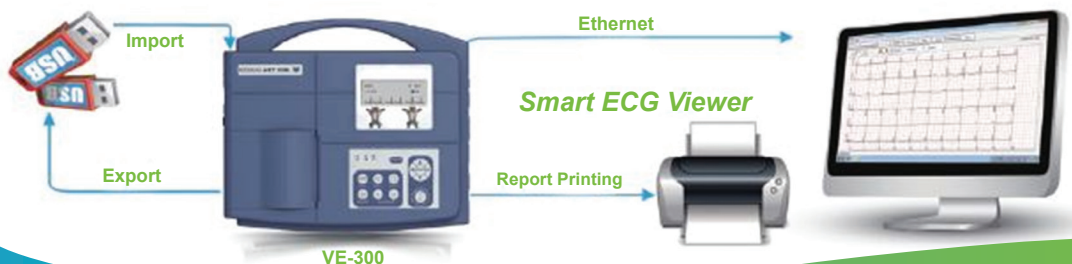 Import
Ethernet
USB
USB
Smart ECG Viewer
Export
Report Printing
VE-300